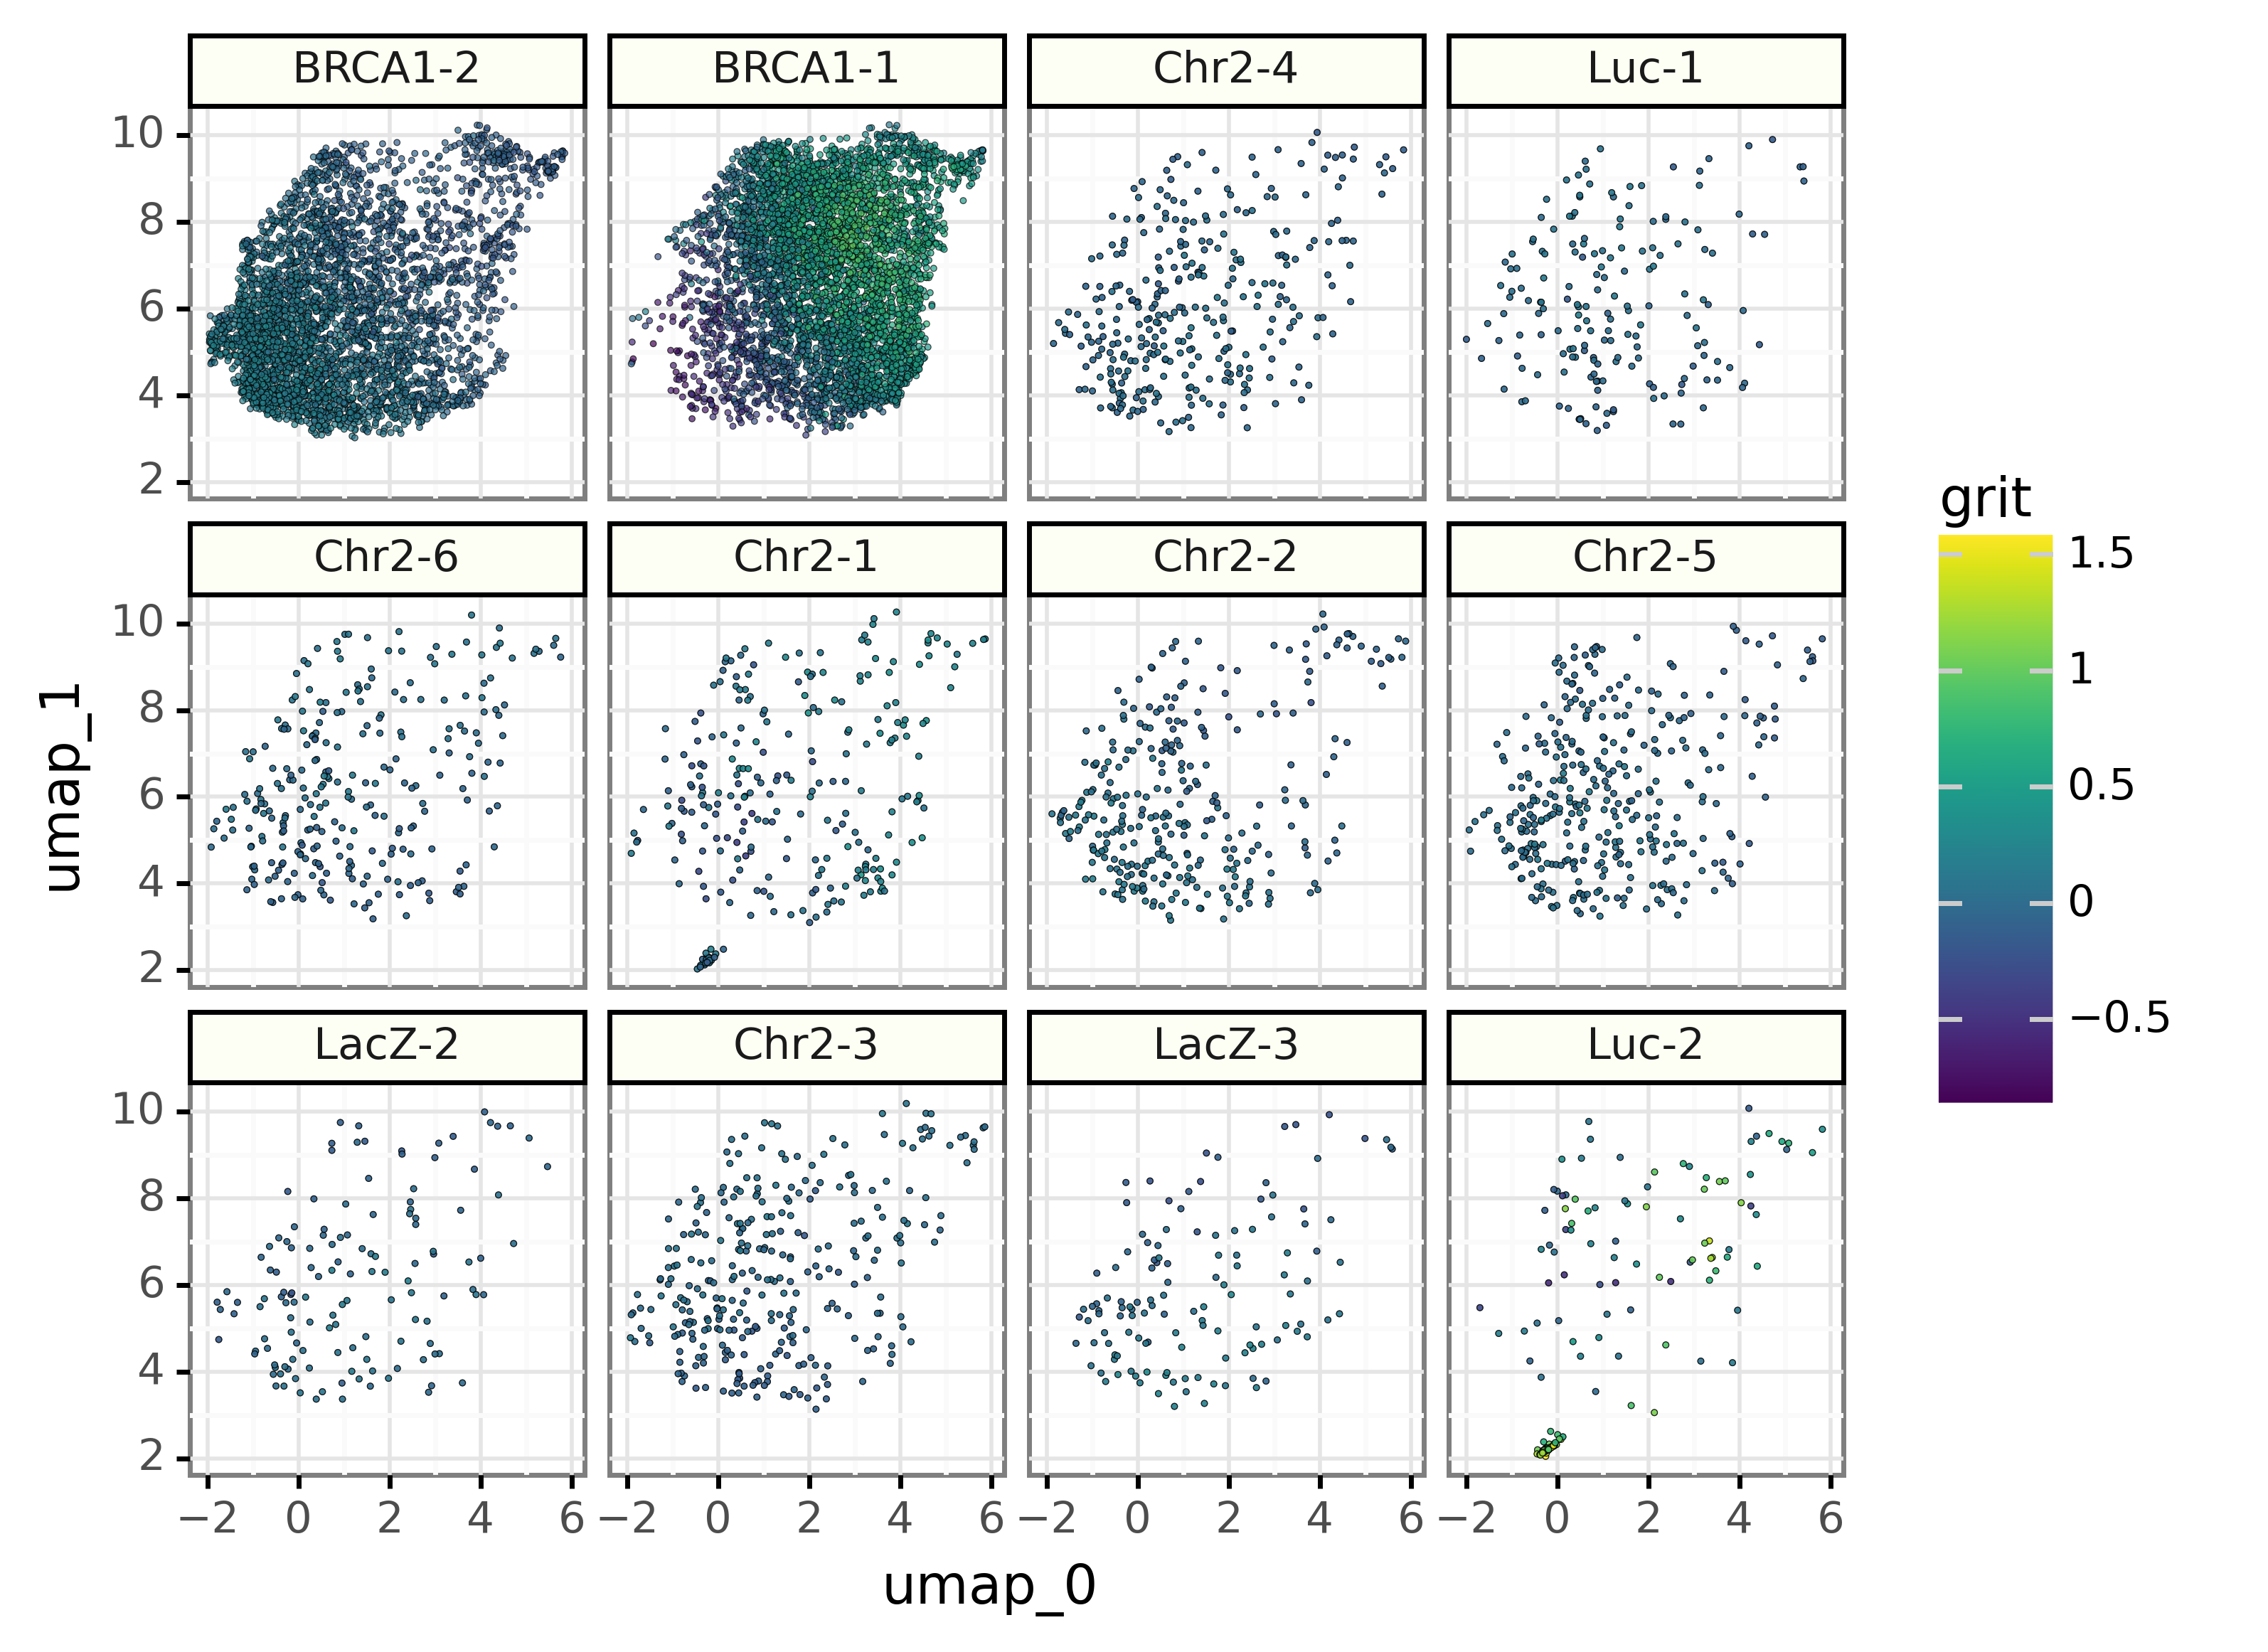 BRCA1-2 BRCA1-1 Chr2-4 Luc-1
10
8
6
4
2
Chr2-6 Chr2-1 Chr2-2 Chr2-5
10
8
6
4
2
LacZ-2 Chr2-3 LacZ-3 Luc-2
10
8
6
4
2
−2 0 2 4 6 −2 0 2 4 6 −2 0 2 4 6 −2 0 2 4 6
umap_0
umap_1
grit
1.5
1
0.5
0
−0.5